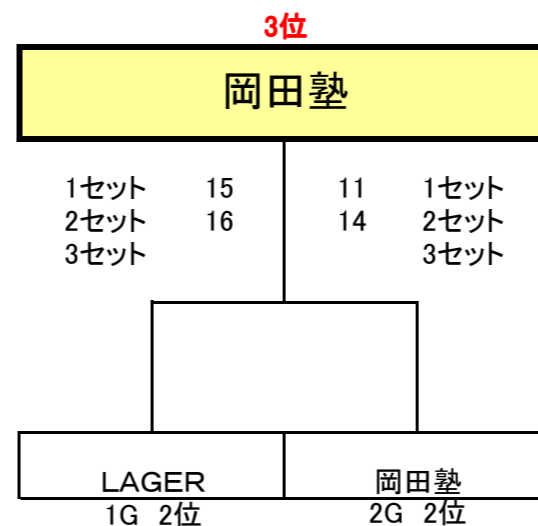 3位
岡田塾
1セット 15 11 1セット
2セット 16 14 2セット
3セット 3セット
LAGER 岡田塾
1G 2位 2G 2位